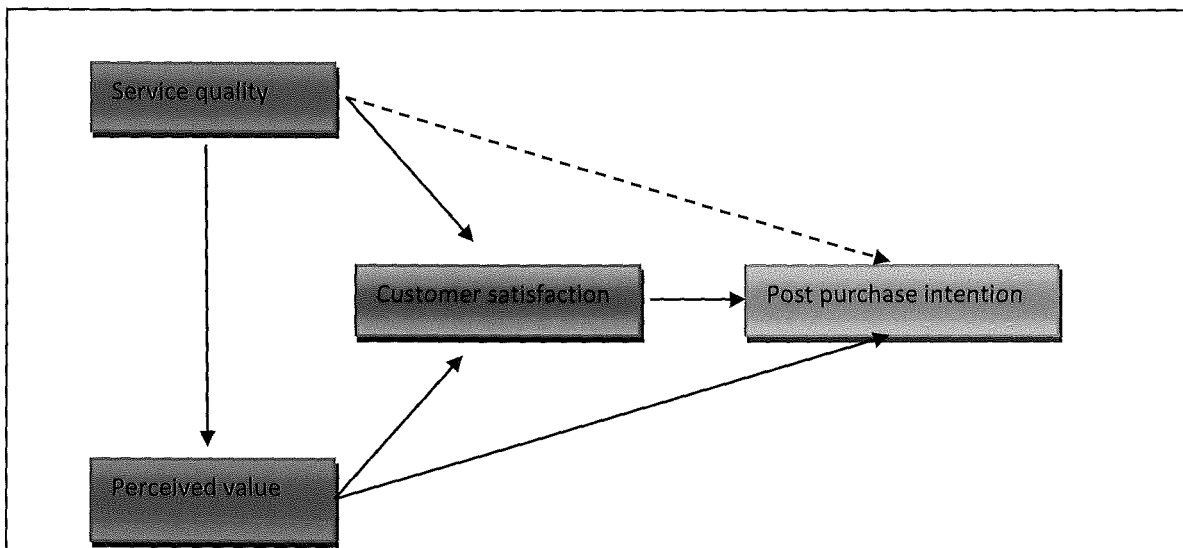 Service quality
Customer satisfaction
Post purchase intention
Perceived value